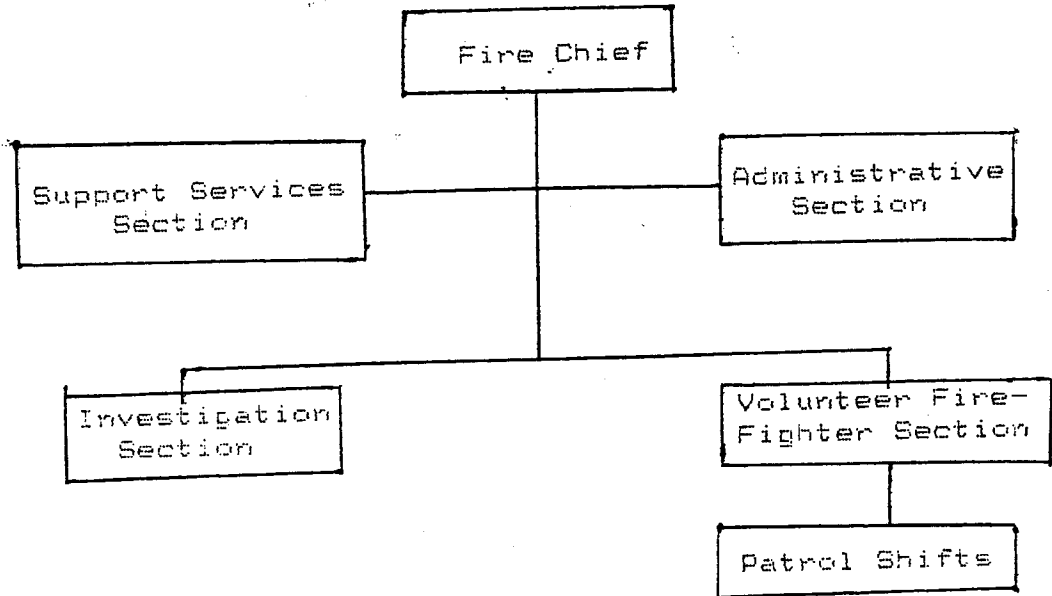 Fire Chief
Support Services
Section
Administrative
Section
Investigation
Section
Volunteer Fire-
Fighter Section
Patrol Shifts